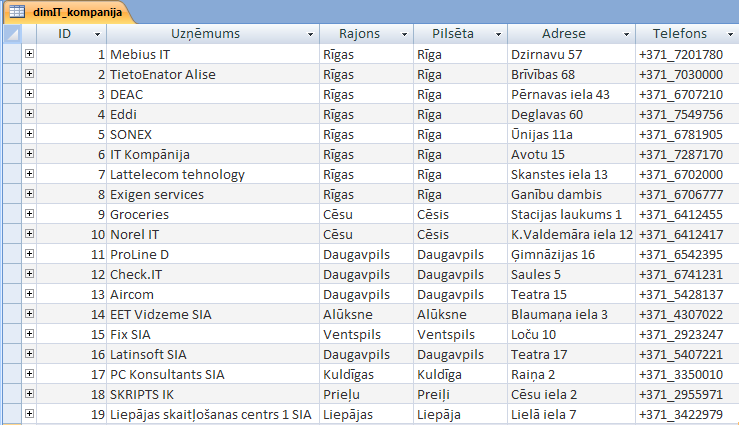 dimIT_kompanija
ID Uzņēmums Rajons Pilsēta Adrese Telefons
1 Mebius IT Rīgas Rīga Dzirnavu 57 +371_7201780
2 TietoEnator Alise Rīgas Rīga Brīvības 68 +371_7030000
3 DEAC Rīgas Rīga Pērnavas iela 43 +371_6707210
4 Eddi Rīgas Rīga Deglavas 60 +371_7549756
5 SONEX Rīgas Rīga Ūnijas 11a +371_6781905
6 IT Kompānija Rīgas Rīga Avotu 15 +371_7287170
7 Lattelecom tehnology Rīgas Rīga Skanstes iela 13 +371_6702000
8 Exigen services Rīgas Rīga Ganību dambis +371_6706777
9 Groceries Cēsu Cēsis Stacijas laukums 1 +371_6412455
10 Norel IT Cēsu Cēsis K.Valdemāra iela 12 +371_6412417
11 ProLine D Daugavpils Daugavpils Ģimnāzijas 16 +371_6542395
12 Check.IT Daugavpils Daugavpils Saules 5 +371_6741231
13 Aircom Daugavpils Daugavpils Teatra 15 +371_5428137
14 EET Vidzeme SIA Alūksne Alūksne Blaumaņa iela 3 +371_4307022
15 Fix SIA Ventspils Ventspils Loču 10 +371_2923247
16 Latinsoft SIA Daugavpils Daugavpils Teatra 17 +371_5407221
17 PC Konsultants SIA Kuldīgas Kuldīga Raiņa 2 +371_3350010
18 SKRIPTS IK Prieļu Preiļi Cēsu iela 2 +371_2955971
19 Liepājas skaitļošanas centrs 1 SIA Liepājas Liepāja Lielā iela 7 +371_3422979